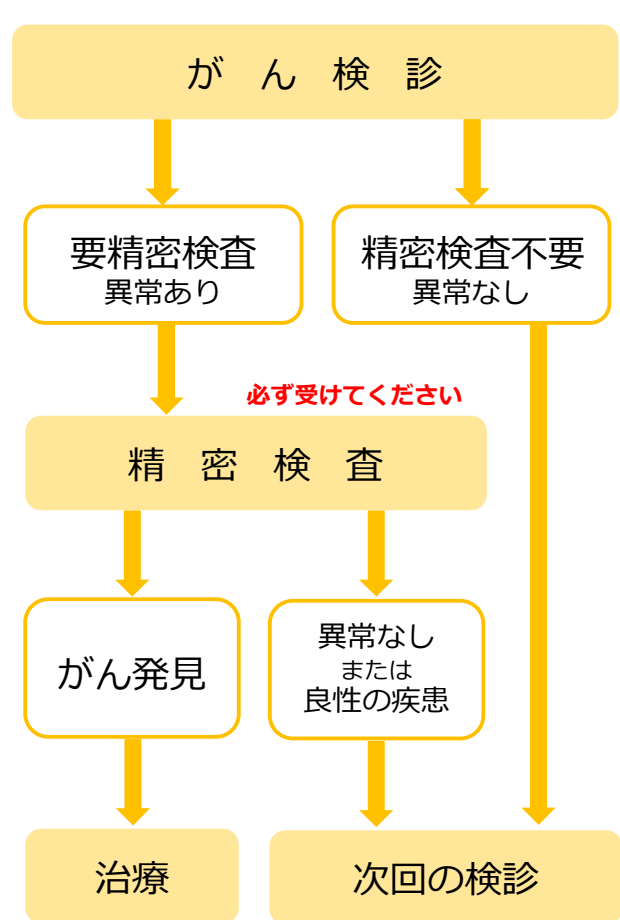 がん検診
要精密検査
異常あり
精密検査不要
異常なし
必ず受けてください
精密検査
がん発見
異常なし
または
良性の疾患
治療
次回の検診